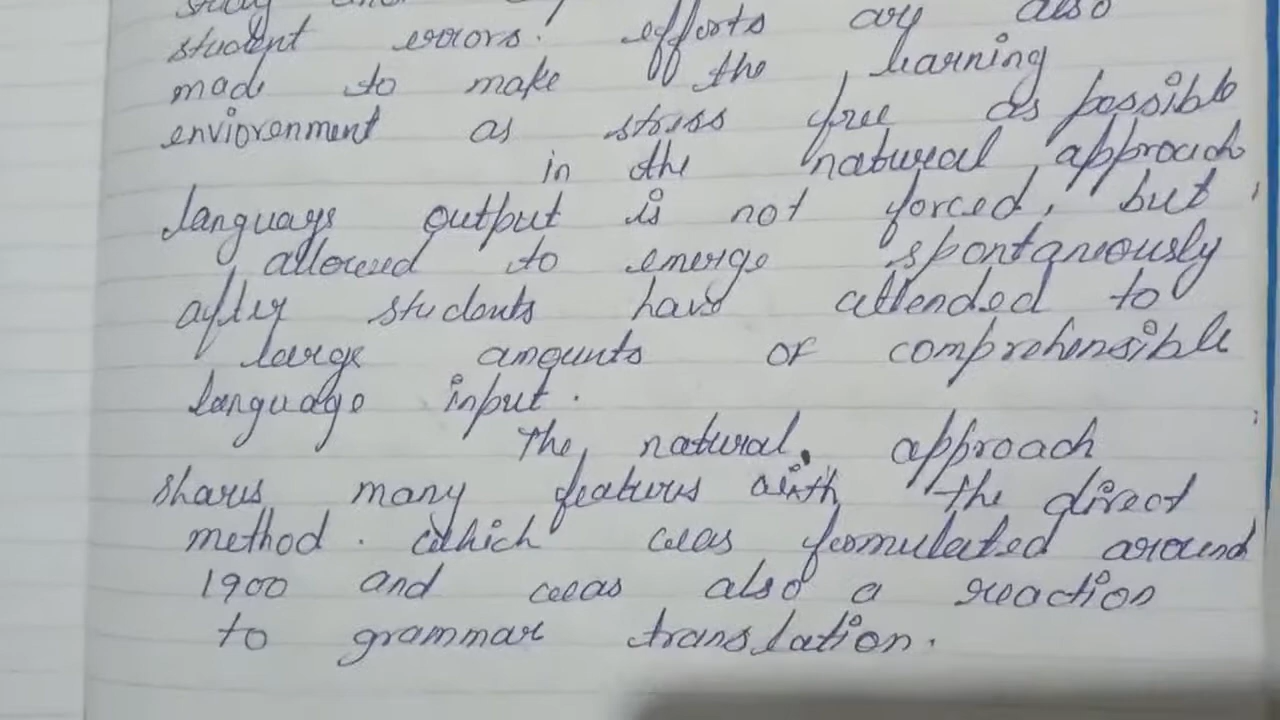 study
student errors. efforts are also
made to make the learning
enviorenment as stress free as possible
in the natural approach
language output is not forced, but
allowed to emerge spontaneously
after students have attended to
large amounts of comprehensible
language input.
The natural approach
shares many features with the direct
method. which was formulated around
1900 and was also a reaction
to grammar translation.